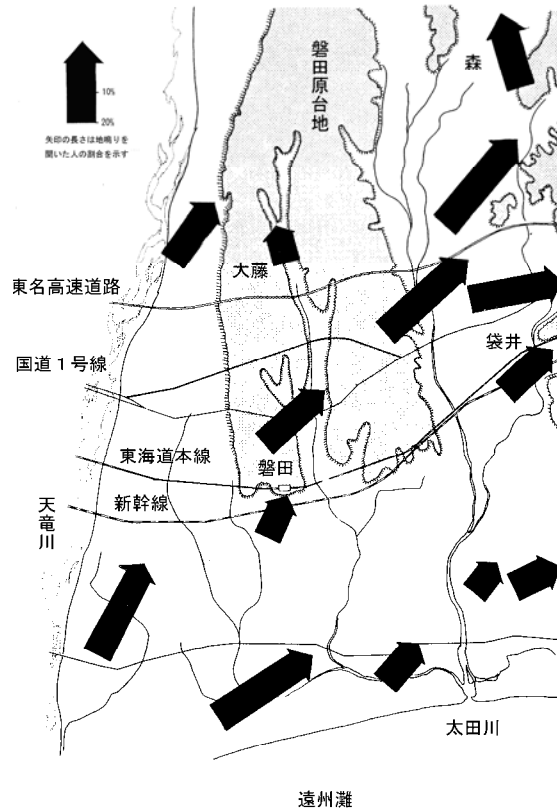 10%
20%
矢印の長さは地鳴りを
聞いた人の割合を示す
磐田原台地
森
大藤
東名高速道路
袋井
国道1号線
東海道本線
磐田
新幹線
天竜川
太田川
遠州灘